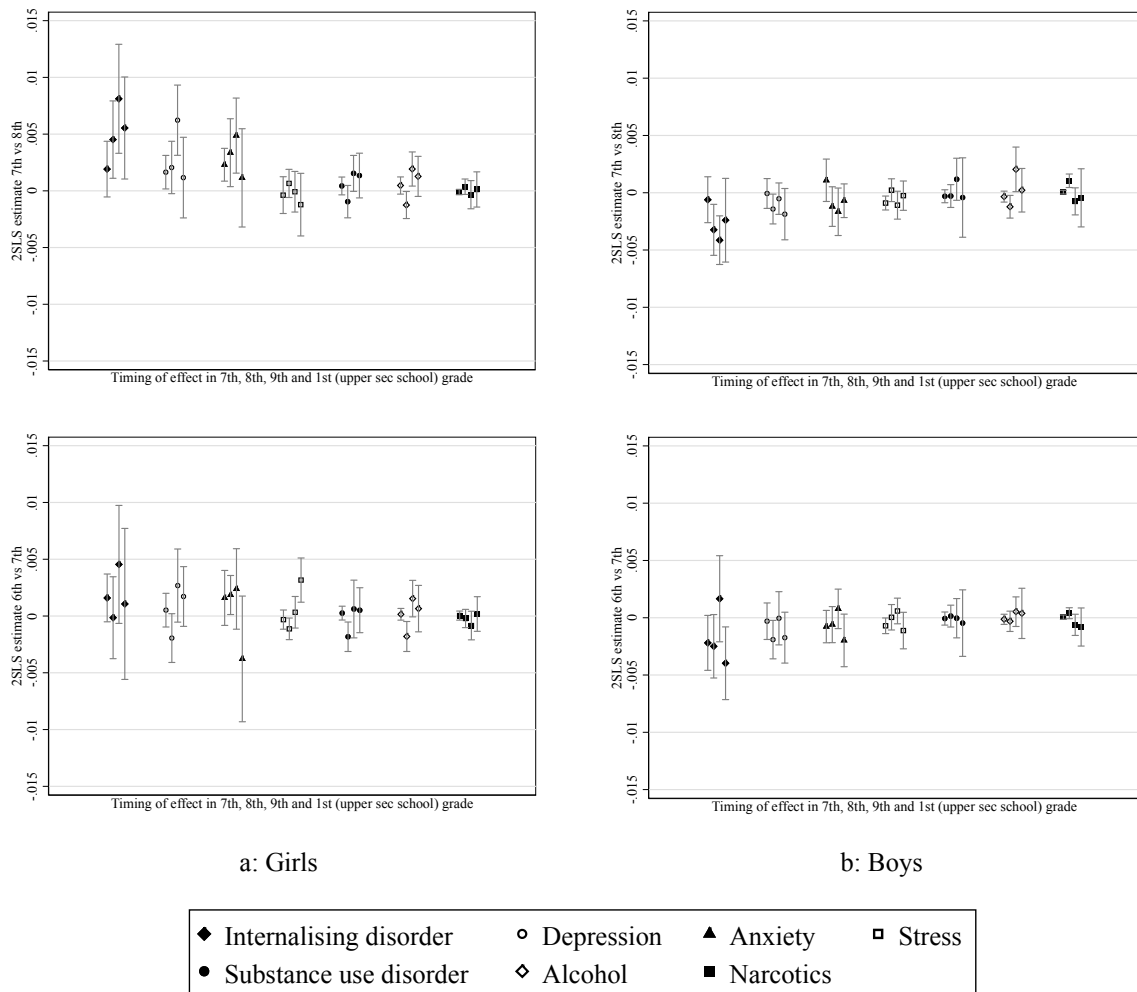 2SLS estimate 7th vs 8th
.015
.01
.005
0
-.005
-.01
-.015
Timing of effect in 7th, 8th, 9th and 1st (upper sec school) grade
2SLS estimate 7th vs 8th
.015
.01
.005
0
-.005
-.01
-.015
Timing of effect in 7th, 8th, 9th and 1st (upper sec school) grade
2SLS estimate 6th vs 7th
.015
.01
.005
0
-.005
-.01
-.015
Timing of effect in 7th, 8th, 9th and 1st (upper sec school) grade
2SLS estimate 6th vs 7th
.015
.01
.005
0
-.005
-.01
-.015
Timing of effect in 7th, 8th, 9th and 1st (upper sec school) grade
a: Girls
b: Boys
Internalising disorder Depression Anxiety Stress
Substance use disorder Alcohol Narcotics